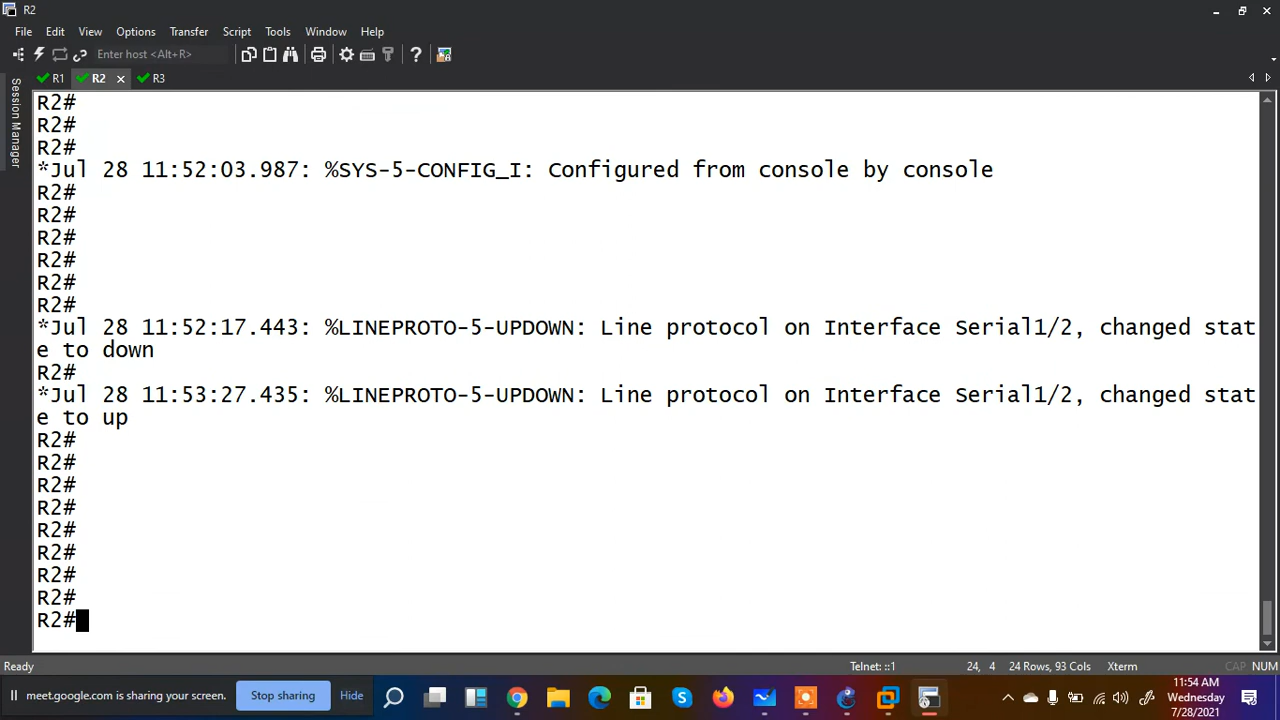 R2
File Edit View Options Transfer Script Tools Window Help
Enter host <Alt+R>
R1 R2 R3
Session Manager
R2#
R2#
R2#
*Jul 28 11:52:03.987: %SYS-5-CONFIG_I: Configured from console by console
R2#
R2#
R2#
R2#
R2#
R2#
*Jul 28 11:52:17.443: %LINEPROTO-5-UPDOWN: Line protocol on Interface Serial1/2, changed stat
e to down
R2#
*Jul 28 11:53:27.435: %LINEPROTO-5-UPDOWN: Line protocol on Interface Serial1/2, changed stat
e to up
R2#
R2#
R2#
R2#
R2#
R2#
R2#
R2#
R2#
Ready Telnet: ::1 24, 4 24 Rows, 93 Cols Xterm CAP NUM
meet.google.com is sharing your screen. Stop sharing Hide
11:54 AM
Wednesday
7/28/2021